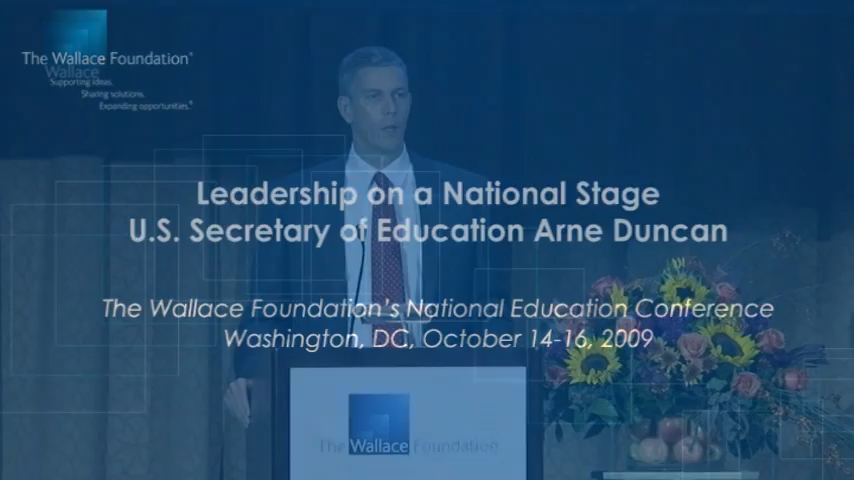 The Wallace Foundation®
Wallace
Supporting ideas.
Sharing solutions.
Expanding opportunities.®
Leadership on a National Stage
U.S. Secretary of Education Arne Duncan
The Wallace Foundation's National Education Conference
Washington, DC, October 14-16, 2009
The Wallace Foundation